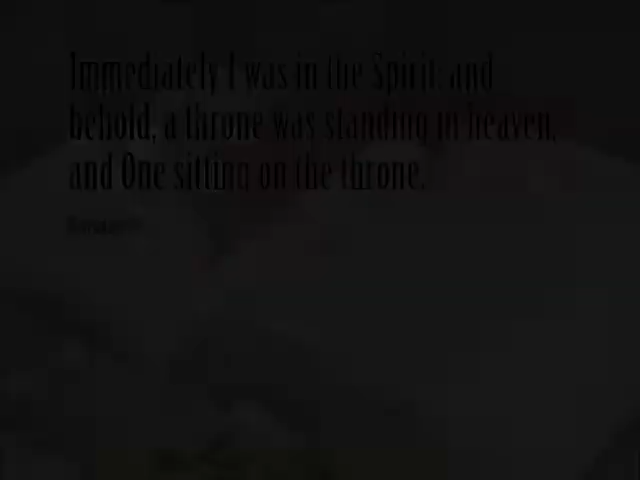 Immediately I was in the Spirit; and
behold, a throne was standing in heaven,
and One sitting on the throne.